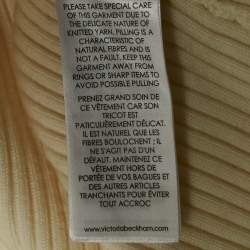 PLEASE TAKE SPECIAL CARE
OF THIS GARMENT DUE TO
THE DELICATE NATURE OF
KNITTED YARN, PILLING IS A
CHARACTERISTIC OF
NATURAL FIBRES AND IS
NOT A FAULT. KEEP THIS
GARMENT AWAY FROM
RINGS OR SHARP ITEMS TO
AVOID POSSIBLE PULLING
PRENEZ GRAND SOIN DE
CE VÊTEMENT CAR SON
TRICOT EST
PATICULIÈREMENT DÉLICAT.
IL EST NATUREL QUE LES
FIBRES BOULOCHENT ; IL
NE S'AGIT PAS D'UN
DÉFAUT. MAINTENEZ CE
VÊTEMENT HORS DE
PORTÉE DE VOS BAGUES ET
DES AUTRES ARTICLES
TRANCHANTS POUR ÉVITER
TOUT ACCROC
www.victoriabeckham.com